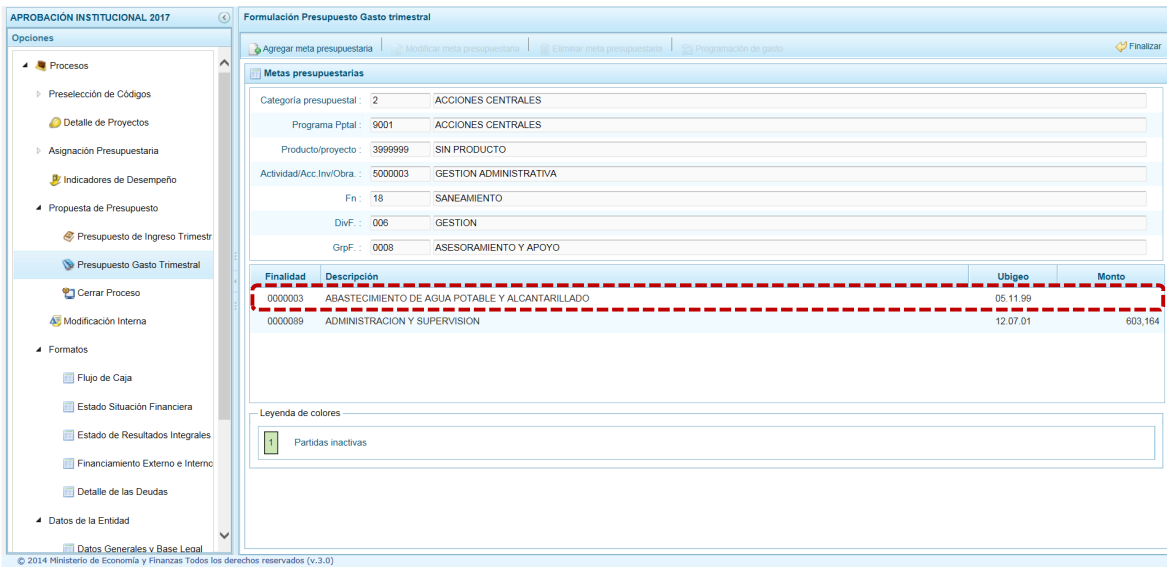 APROBACIÓN INSTITUCIONAL 2017
Opciones
Procesos
Preselección de Códigos
Detalle de Proyectos
Asignación Presupuestaria
Indicadores de Desempeño
Propuesta de Presupuesto
Presupuesto de Ingreso Trimestr
Presupuesto Gasto Trimestral
Cerrar Proceso
Modificación Interna
Formatos
Flujo de Caja
Estado Situación Financiera
Estado de Resultados Integrales
Financiamiento Externo e Interno
Detalle de las Deudas
Datos de la Entidad
Datos Generales y Base Legal
Formulación Presupuesto Gasto trimestral
Agregar meta presupuestaria Modificar meta presupuestaria Eliminar meta presupuestaria Programación de gasto Finalizar
Metas presupuestarias
Categoría presupuestal : 2 ACCIONES CENTRALES
Programa Pptal : 9001 ACCIONES CENTRALES
Producto/proyecto : 3999999 SIN PRODUCTO
Actividad/Acc.Inv/Obra. : 5000003 GESTION ADMINISTRATIVA
Fn : 18 SANEAMIENTO
DivF. : 006 GESTION
GrpF. : 0008 ASESORAMIENTO Y APOYO
Finalidad Descripción Ubigeo Monto
0000003 ABASTECIMIENTO DE AGUA POTABLE Y ALCANTARILLADO 05.11.99
0000089 ADMINISTRACION Y SUPERVISION 12.07.01 603,164
Leyenda de colores
1 Partidas inactivas
© 2014 Ministerio de Economía y Finanzas Todos los derechos reservados (v.3.0)